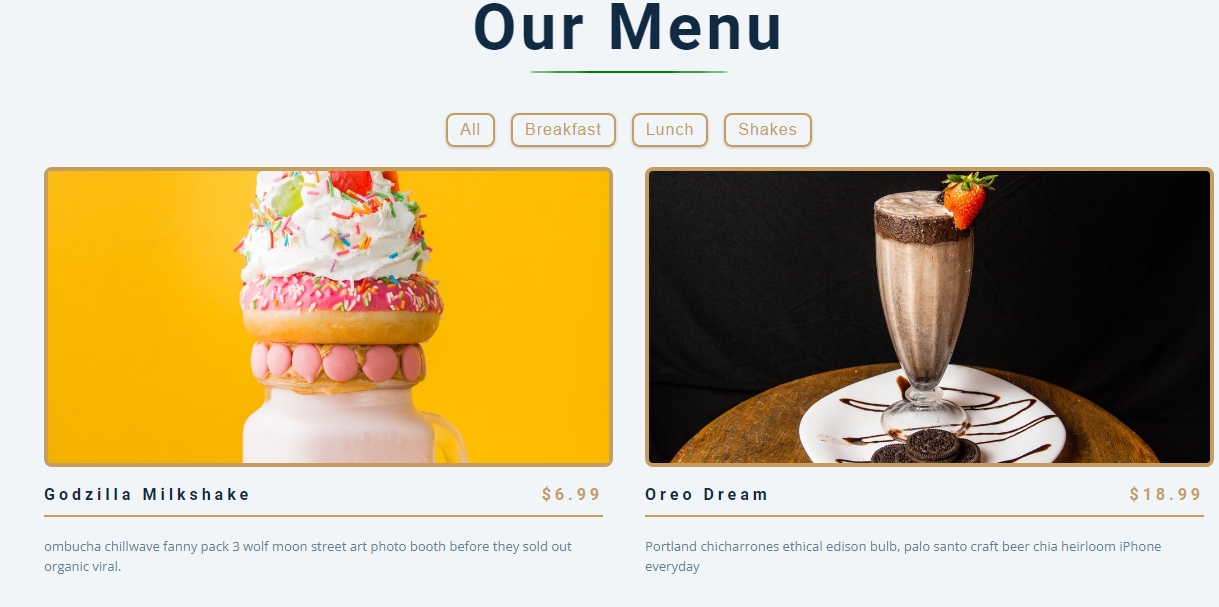 Our Menu
All Breakfast Lunch Shakes
Godzilla Milkshake $6.99
Oreo Dream $18.99
ombucha chillwave fanny pack 3 wolf moon street art photo booth before they sold out
organic viral.
Portland chicharrones ethical edison bulb, palo santo craft beer chia heirloom iPhone
everyday